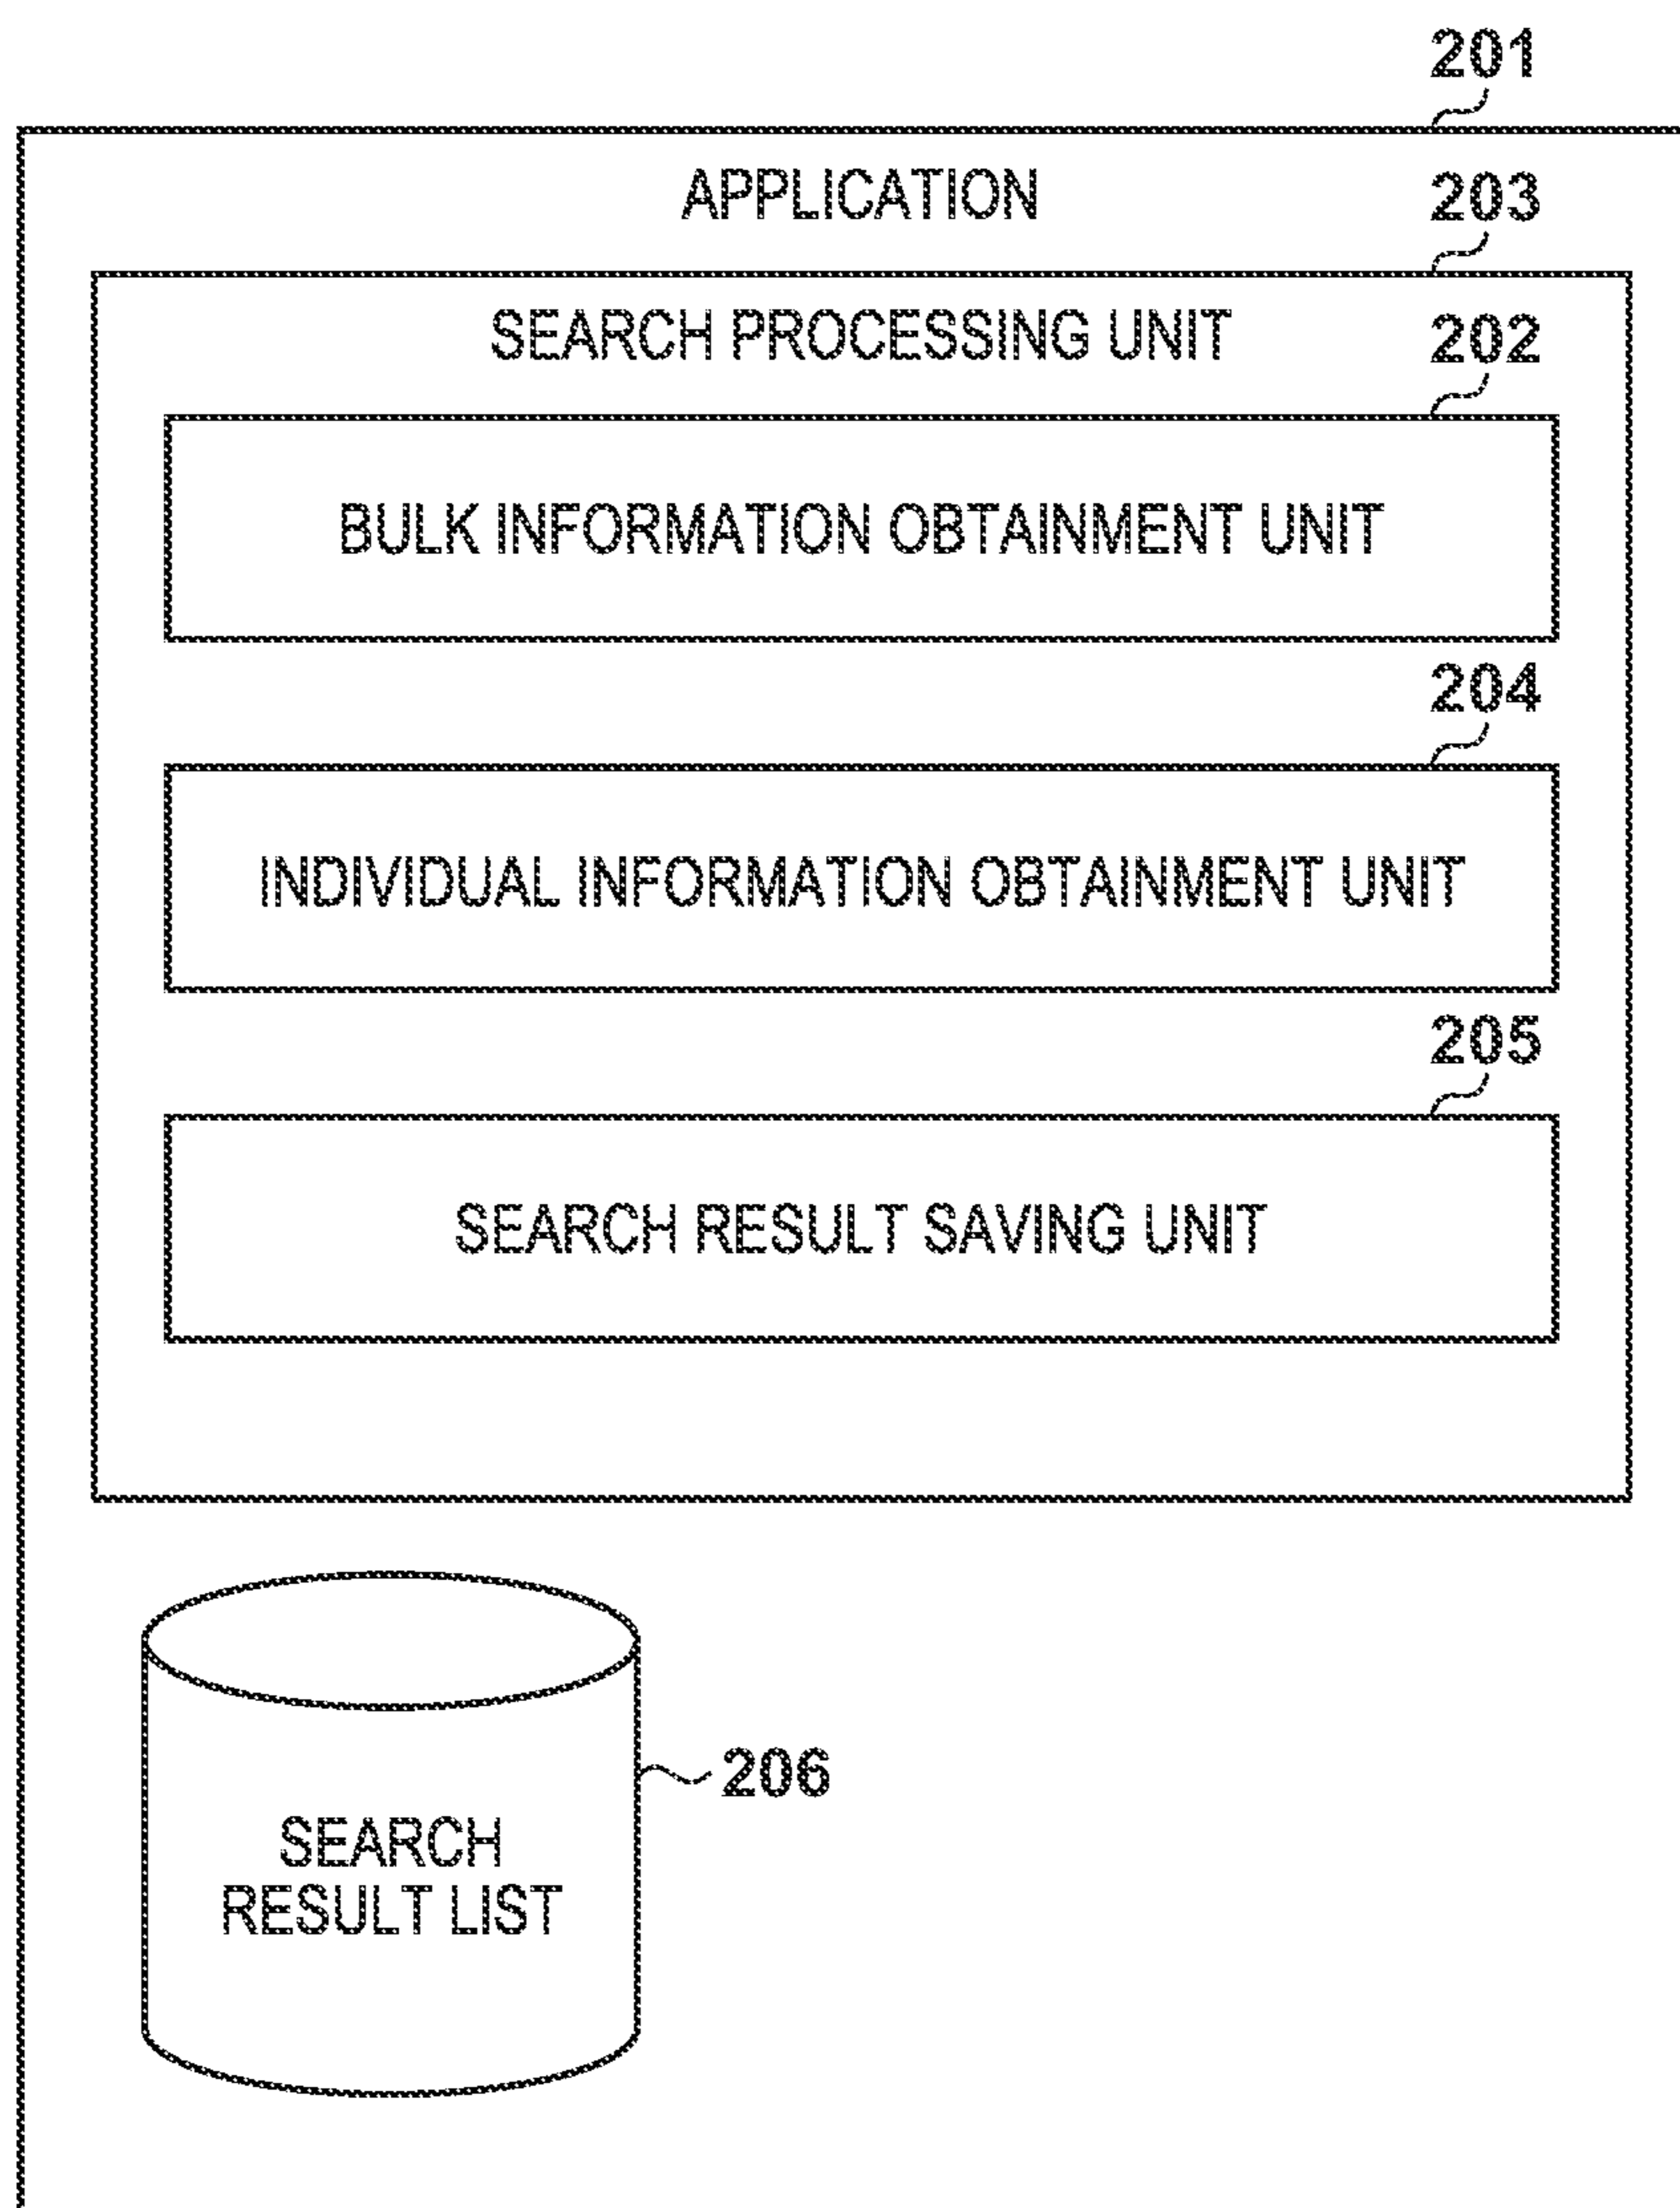 201
APPLICATION
203
SEARCH PROCESSING UNIT
202
BULK INFORMATION OBTAINMENT UNIT
204
INDIVIDUAL INFORMATION OBTAINMENT UNIT
205
SEARCH RESULT SAVING UNIT
206
SEARCH
RESULT LIST